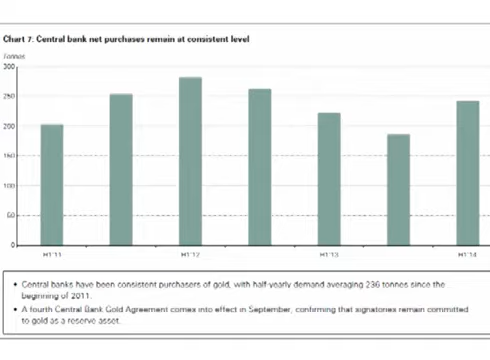 Chart 7: Central bank net purchases remain at consistent level
Tonnes
300
250
200
150
100
50
0
H1'11
H1'12
H1'13
H1'14
• Central banks have been consistent purchasers of gold, with half-yearly demand averaging 236 tonnes since the
beginning of 2011.
• A fourth Central Bank Gold Agreement comes into effect in September, confirming that signatories remain committed
to gold as a reserve asset.